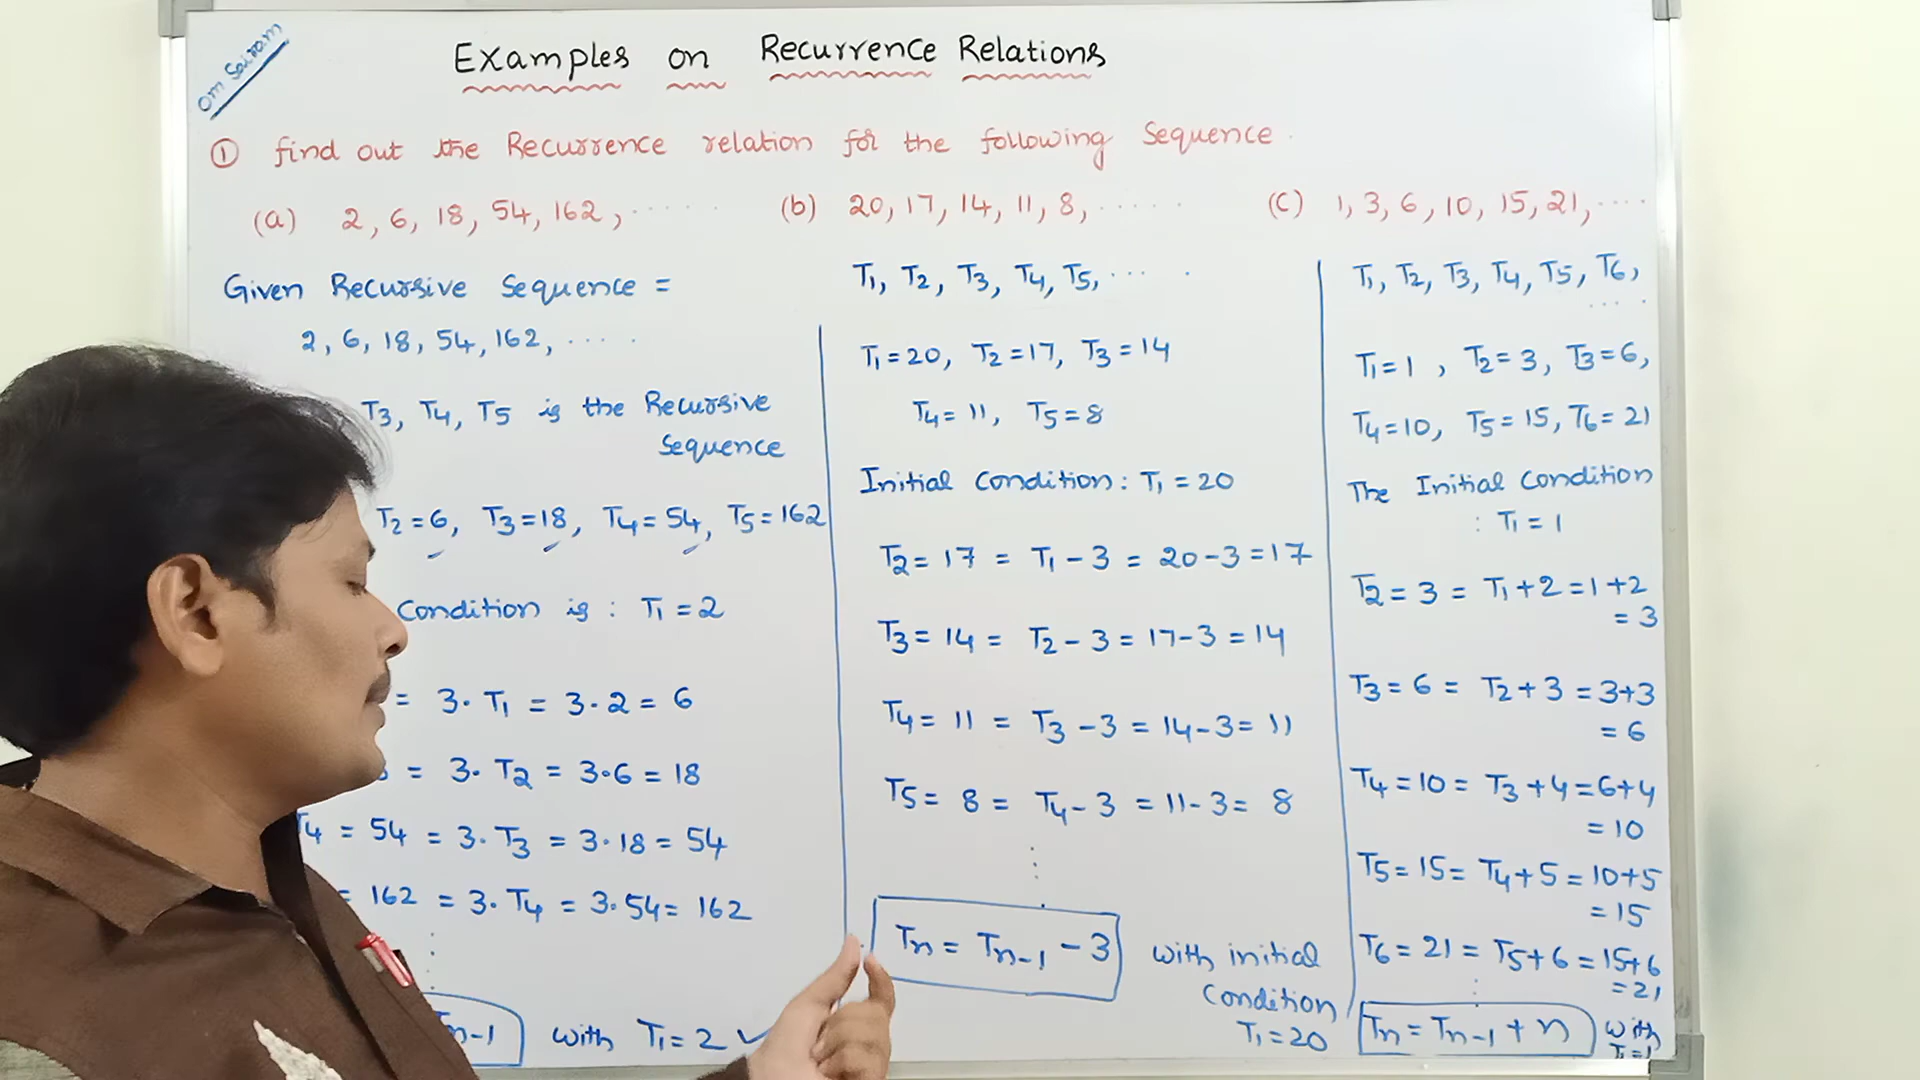 Om Sairam
Examples on Recurrence Relations
① find out the Recurrence relation for the following Sequence.
(a) 2, 6, 18, 54, 162, ......
(b) 20, 17, 14, 11, 8, ......
(c) 1, 3, 6, 10, 15, 21, ....
Given Recursive Sequence =
2, 6, 18, 54, 162, .....
T3, T4, T5 is the Recursive
Sequence
T2 = 6, T3 = 18, T4 = 54, T5 = 162
Condition is : T1 = 2
= 3. T1 = 3.2 = 6
= 3. T2 = 3.6 = 18
T4 = 54 = 3. T3 = 3.18 = 54
= 162 = 3. T4 = 3.54 = 162
Tn-1 with T1 = 2 ✓
T1, T2, T3, T4, T5, .... .
T1 = 20, T2 = 17, T3 = 14
T4 = 11, T5 = 8
Initial Condition : T1 = 20
T2 = 17 = T1 - 3 = 20 - 3 = 17
T3 = 14 = T2 - 3 = 17 - 3 = 14
T4 = 11 = T3 - 3 = 14 - 3 = 11
T5 = 8 = T4 - 3 = 11 - 3 = 8
Tn = Tn-1 - 3 with initial
Condition
T1 = 20
T1, T2, T3, T4, T5, T6,
....
T1 = 1, T2 = 3, T3 = 6,
T4 = 10, T5 = 15, T6 = 21
The Initial Condition
: T1 = 1
T2 = 3 = T1 + 2 = 1 + 2
= 3
T3 = 6 = T2 + 3 = 3 + 3
= 6
T4 = 10 = T3 + 4 = 6 + 4
= 10
T5 = 15 = T4 + 5 = 10 + 5
= 15
T6 = 21 = T5 + 6 = 15 + 6
= 21
Tn = Tn-1 + n with
T1 = 1